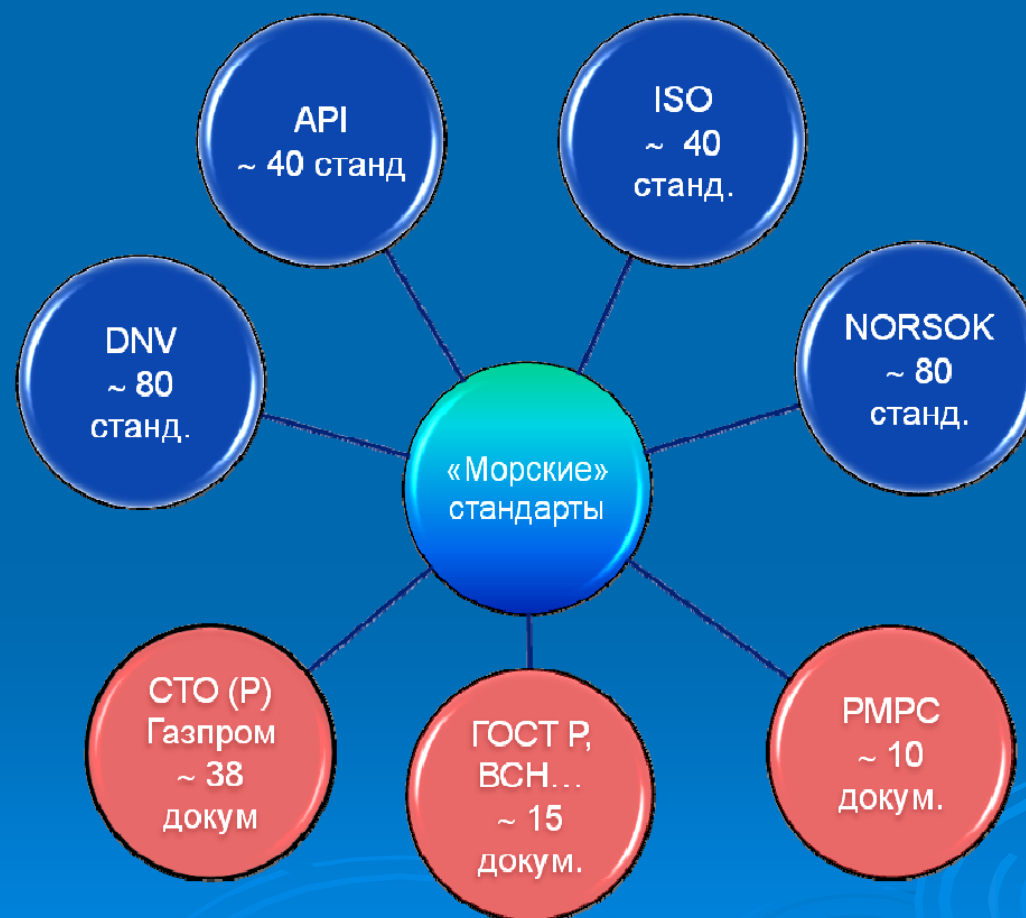 API
~ 40 станд
ISO
~ 40
станд.
DNV
~ 80
станд.
NORSOK
~ 80
станд.
«Морские»
стандарты
СТО (Р)
Газпром
~ 38
докум
ГОСТ Р,
ВСН...
~ 15
докум.
РМРС
~ 10
докум.